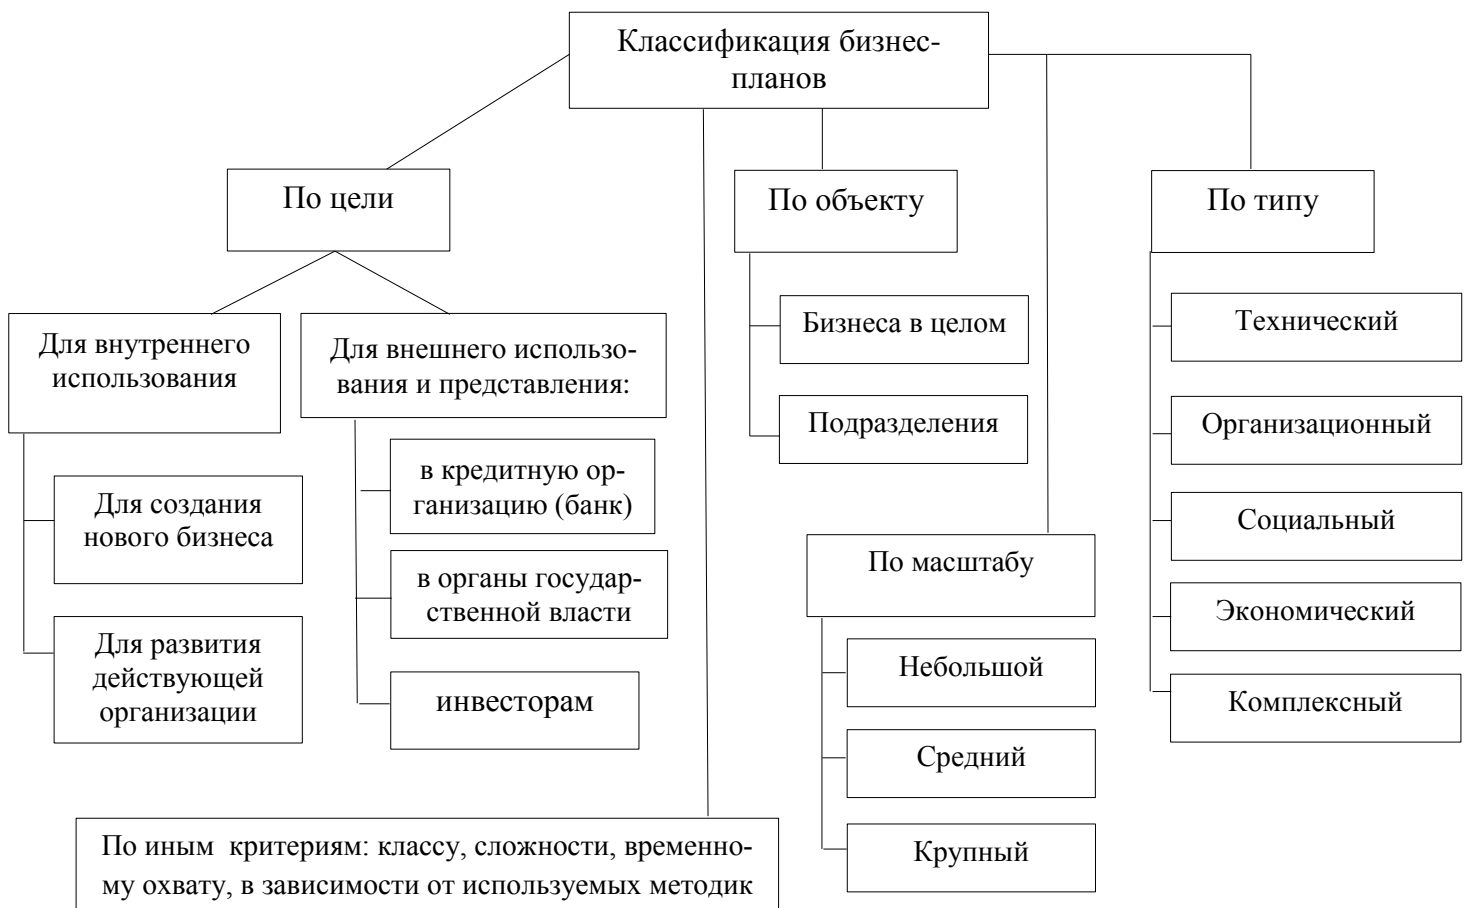 Классификация бизнес-
планов
По цели
По объекту
По типу
Для внутреннего
использования
Для создания
нового бизнеса
Для развития
действующей
организации
Для внешнего использо-
вания и представления:
в кредитную ор-
ганизацию (банк)
в органы государ-
ственной власти
инвесторам
Бизнеса в целом
Подразделения
По масштабу
Небольшой
Средний
Крупный
Технический
Организационный
Социальный
Экономический
Комплексный
По иным критериям: классу, сложности, временно-
му охвату, в зависимости от используемых методик